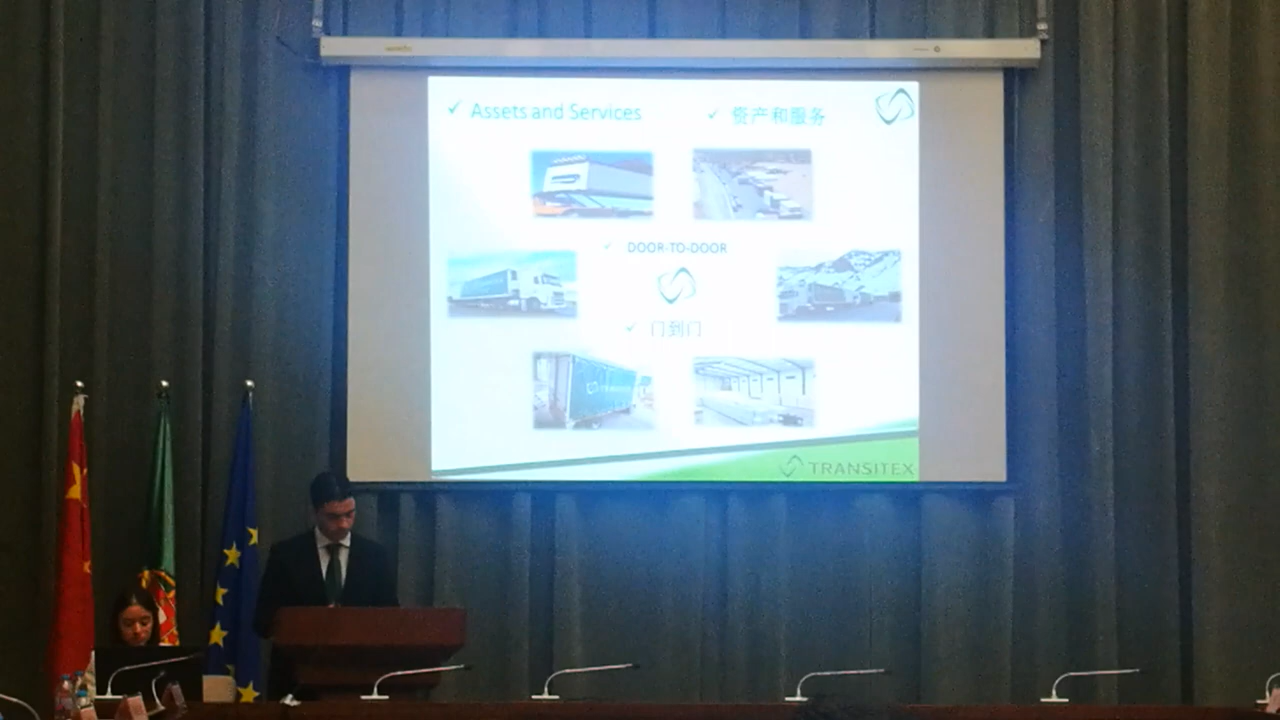 ✓ Assets and Services
✓ 资产和服务
✓ DOOR-TO-DOOR
✓ 门到门
TRANSITEX